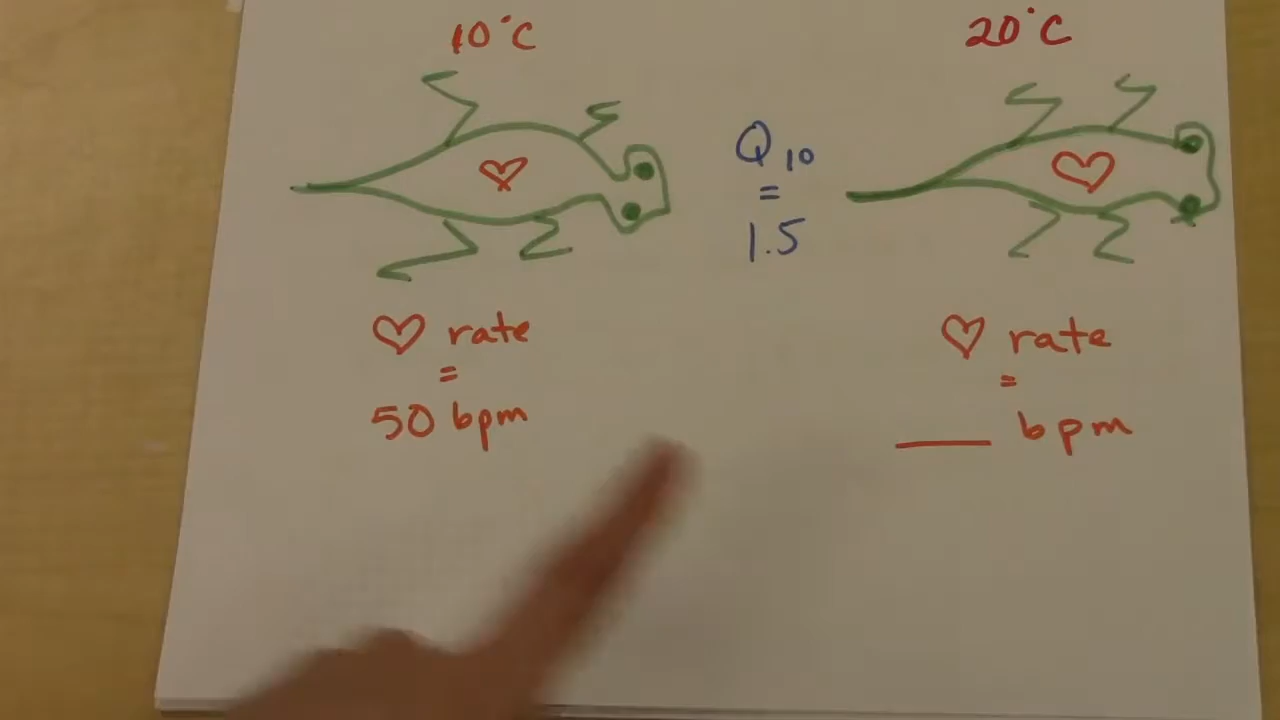 10°C
♡ rate
=
50 bpm
Q10
=
1.5
20°C
♡ rate
=
___ bpm